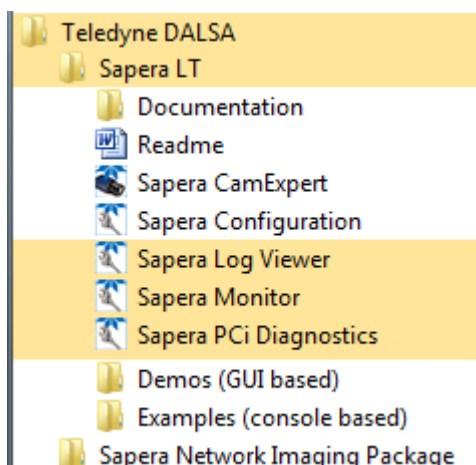 Teledyne DALSA
Sapera LT
Documentation
Readme
Sapera CamExpert
Sapera Configuration
Sapera Log Viewer
Sapera Monitor
Sapera PCi Diagnostics
Demos (GUI based)
Examples (console based)
Sapera Network Imaging Package